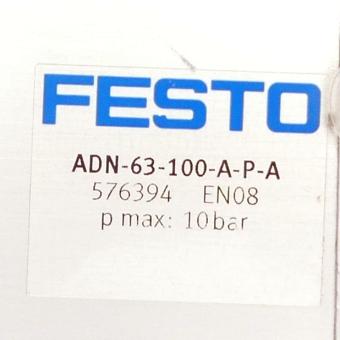 FESTO
ADN-63-100-A-P-A
576394 EN08
p max: 10 bar